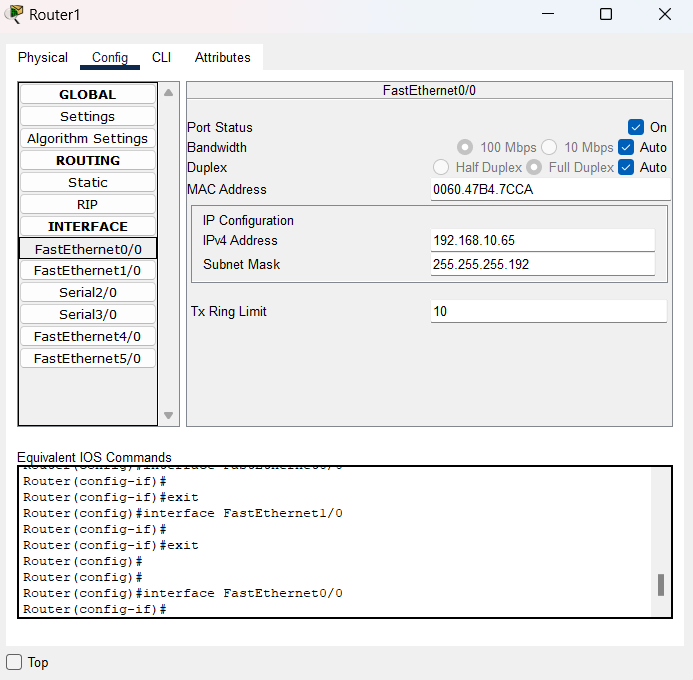 Router1
Physical Config CLI Attributes
GLOBAL
Settings
Algorithm Settings
ROUTING
Static
RIP
INTERFACE
FastEthernet0/0
FastEthernet1/0
Serial2/0
Serial3/0
FastEthernet4/0
FastEthernet5/0
FastEthernet0/0
Port Status On
Bandwidth 100 Mbps 10 Mbps Auto
Duplex Half Duplex Full Duplex Auto
MAC Address 0060.47B4.7CCA
IP Configuration
IPv4 Address 192.168.10.65
Subnet Mask 255.255.255.192
Tx Ring Limit 10
Equivalent IOS Commands
Router(config)#interface FastEthernet0/0
Router(config-if)#
Router(config-if)#exit
Router(config)#interface FastEthernet1/0
Router(config-if)#
Router(config-if)#exit
Router(config)#
Router(config)#
Router(config)#interface FastEthernet0/0
Router(config-if)#
Top